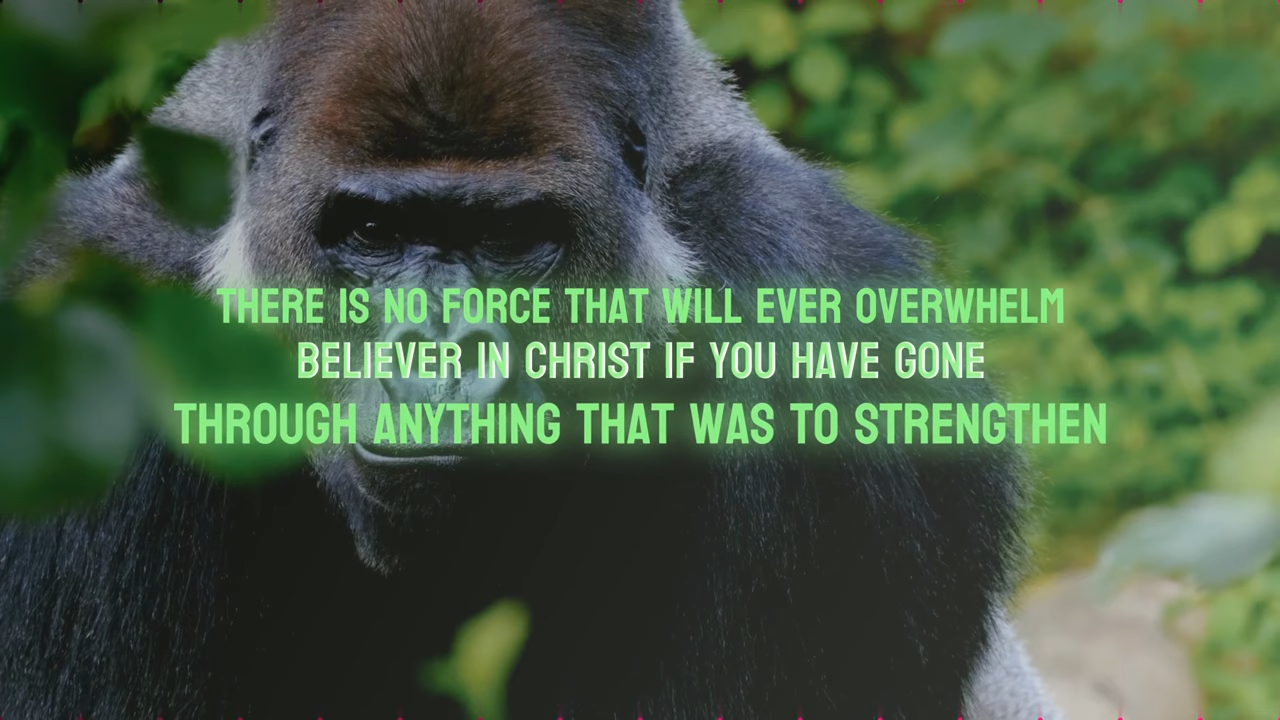 THERE IS NO FORCE THAT WILL EVER OVERWHELM
BELIEVER IN CHRIST IF YOU HAVE GONE
THROUGH ANYTHING THAT WAS TO STRENGTHEN